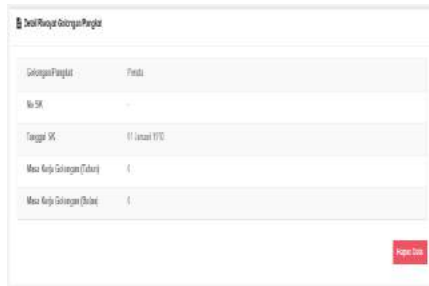 Detail Riwayat Golongan Pangkat
Golongan/Pangkat
No SK -
Tanggal SK 01 Januari 1970
Masa Kerja Golongan (Tahun) 0
Masa Kerja Golongan (Bulan) 0
Hapus Data